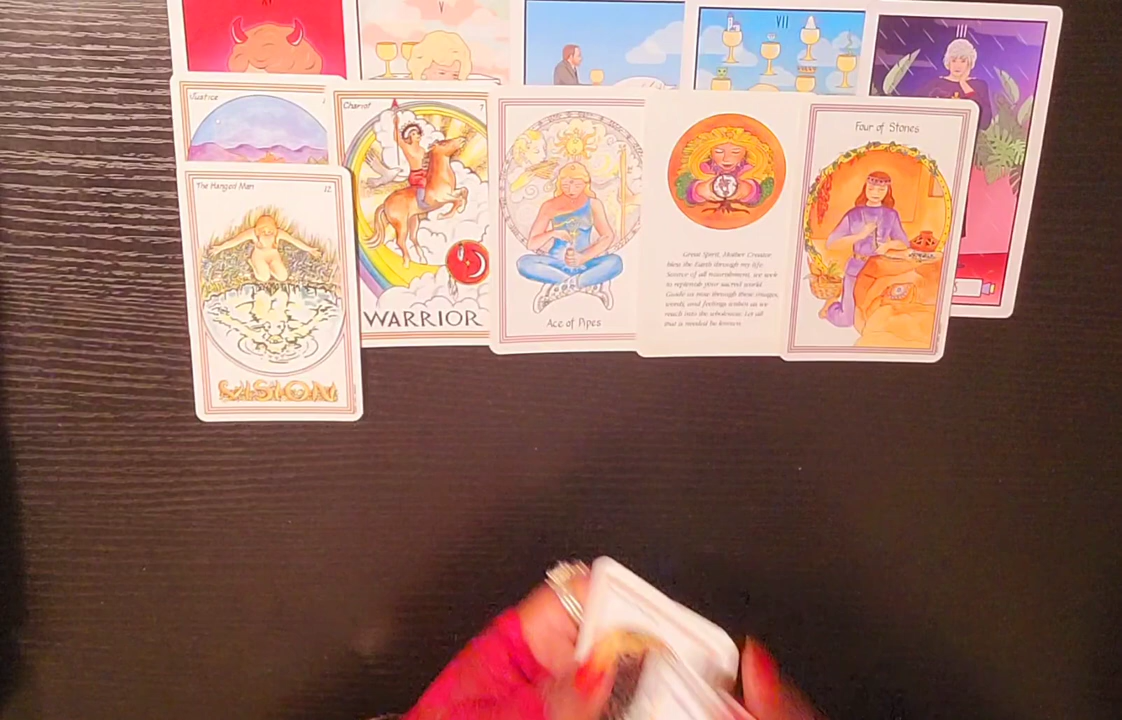 XV
V
VII
III
Justice
Chariot 7
WARRIOR
The Hanged Man 12
VISION
Ace of Pipes
Great Spirit, Mother Creator
bless the Earth through my life.
Source of all nourishment, we seek
to replenish your sacred world.
Guide us now through these images,
words, and feelings
reach into the wholeness. Let all
that is needed be known.
Four of Stones